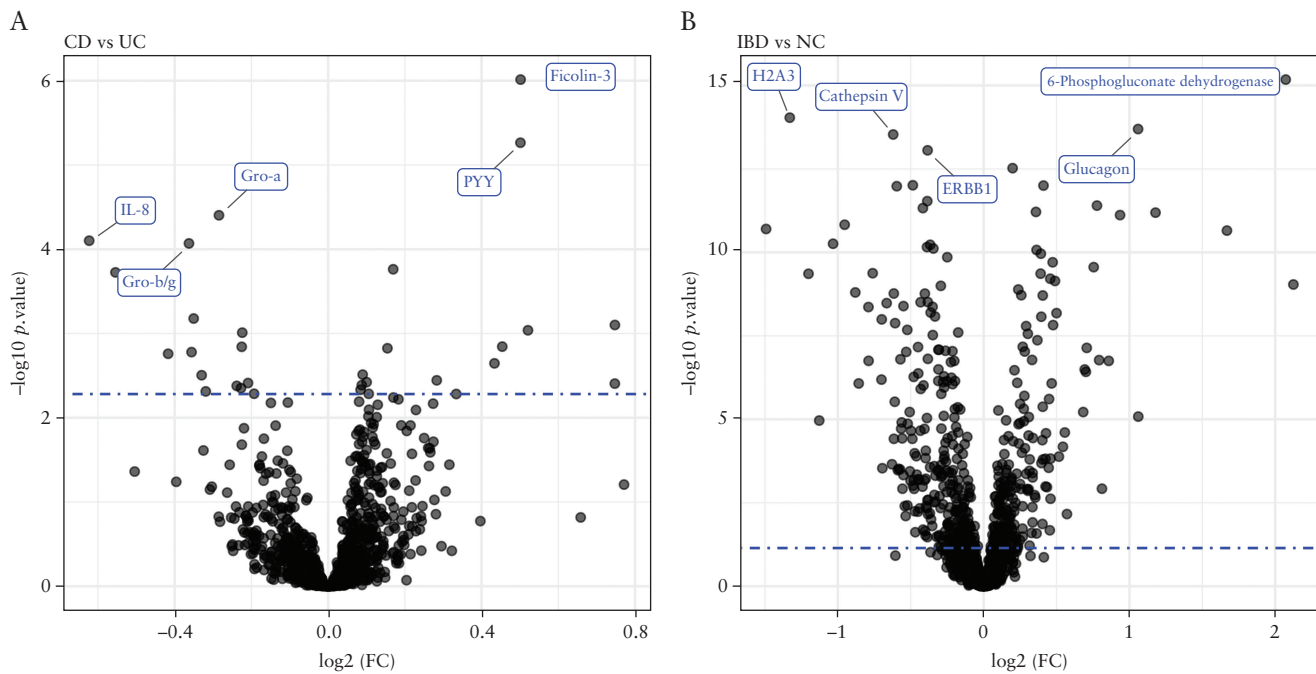 A
CD vs UC
6
4
2
0
−log10 p.value)
Ficolin-3
PYY
Gro-a
IL-8
Gro-b/g
−0.4
0.0
0.4
0.8
log2 (FC)
B
IBD vs NC
15
10
5
0
−log10 p.value)
H2A3
Cathepsin V
6-Phosphogluconate dehydrogenase
Glucagon
ERBB1
−1
0
1
2
log2 (FC)